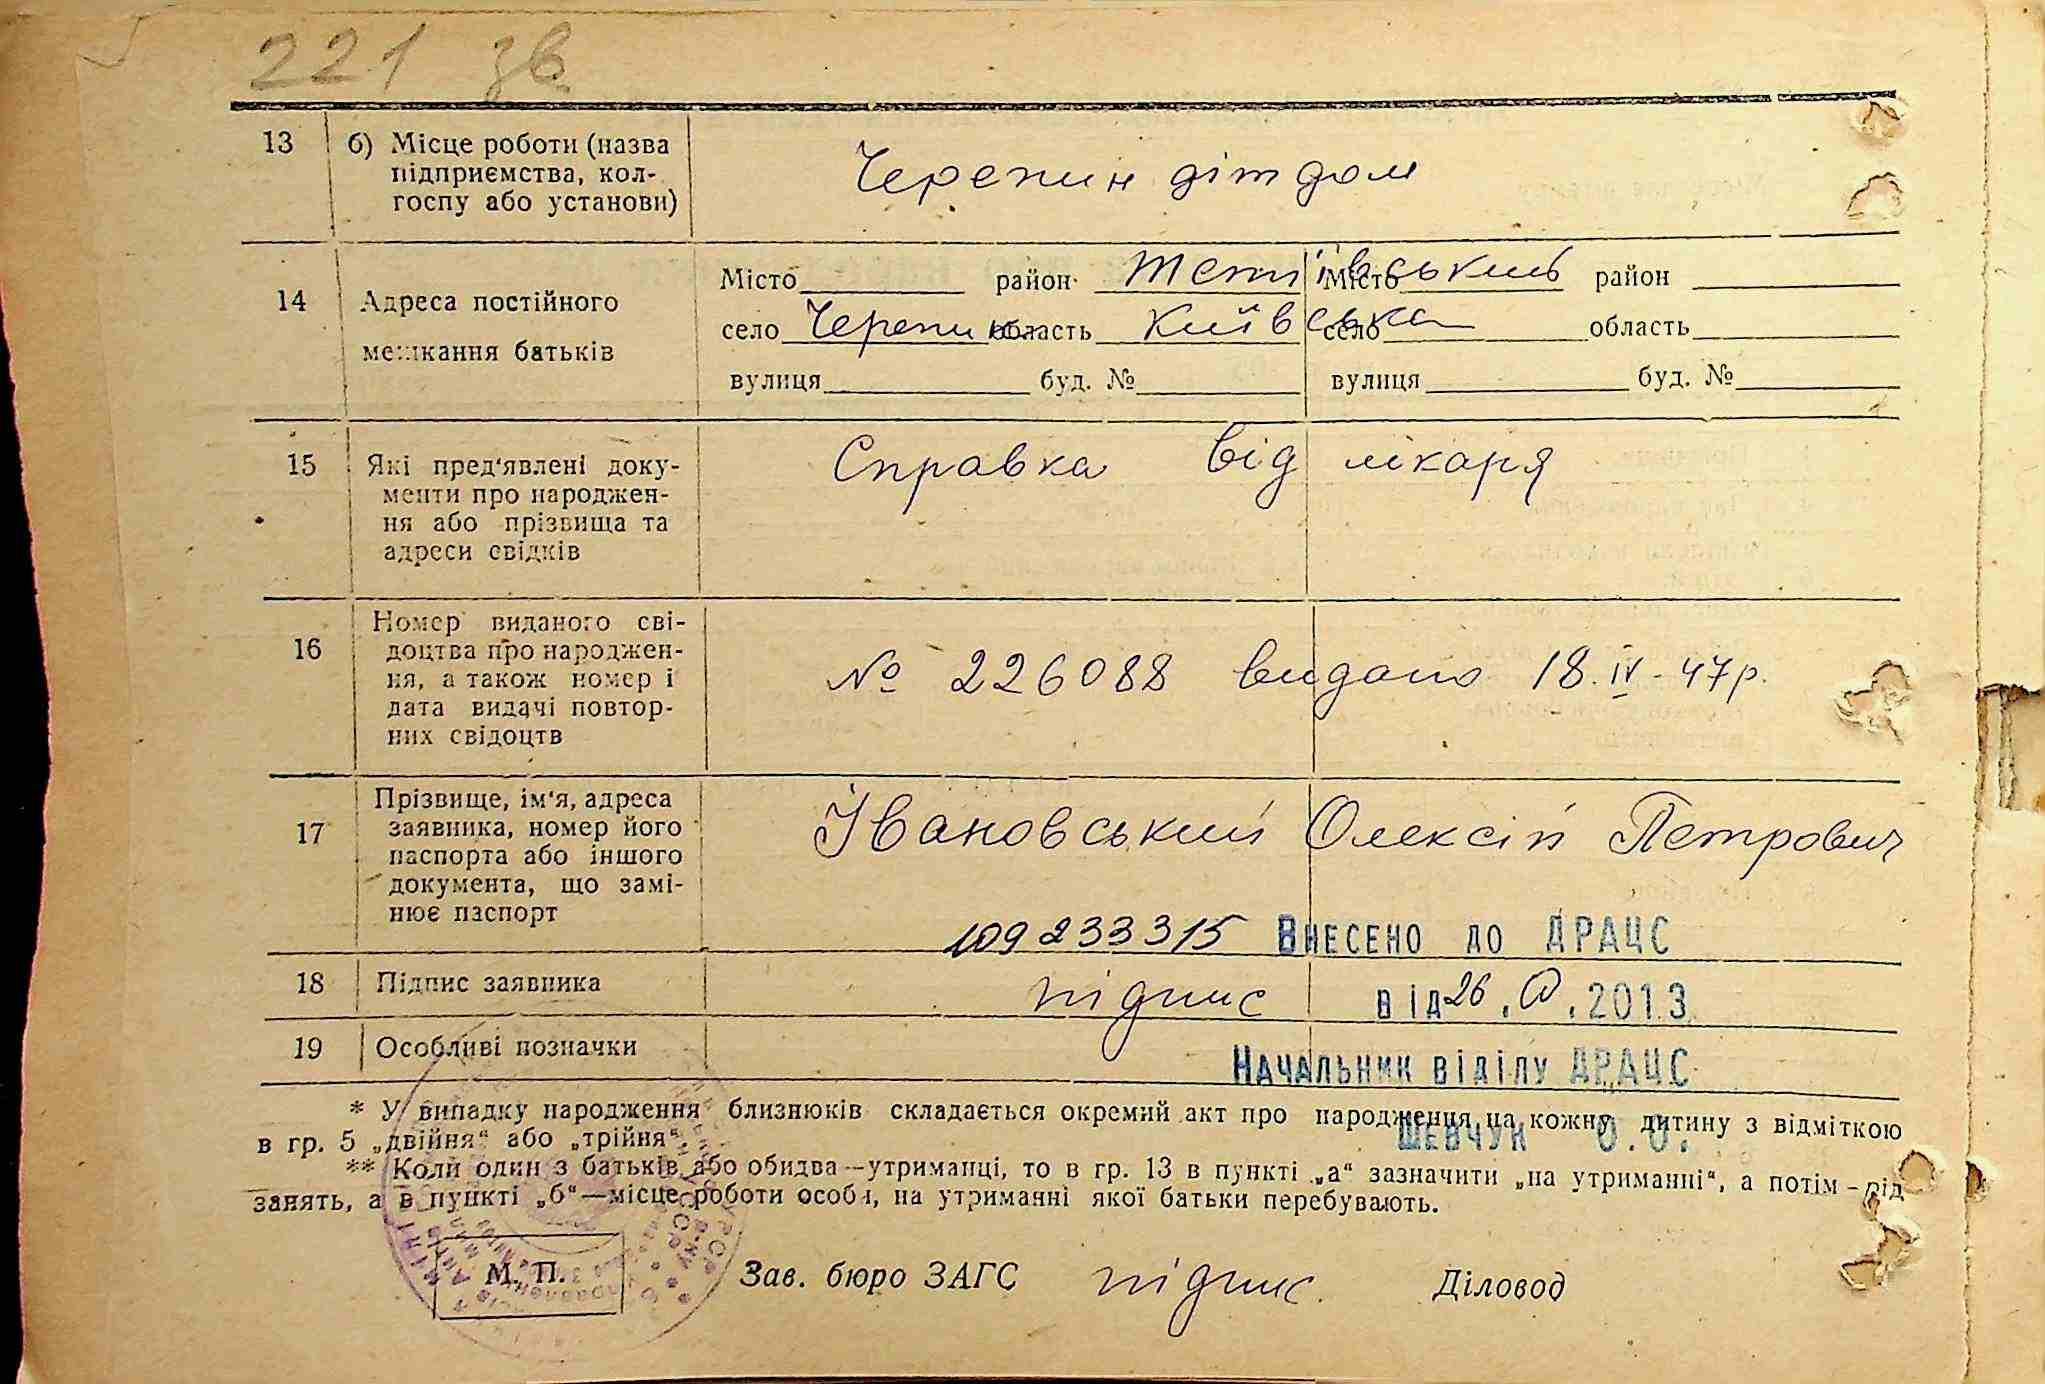 221 зв.
13 б) Місце роботи (назва підприємства, кол-
госпу або установи)
Черепин дітдом
14 Адреса постійного
мешкання батьків
Місто район Тетіївський Місто район
село Черепин область Київська село область
вулиця буд. № вулиця буд. №
15 Які пред'явлені доку-
менти про народжен-
ня або прізвища та
адреси свідків
Справка від лікаря
16 Номер виданого сві-
доцтва про народжен-
ня, а також номер і
дата видачі повтор-
них свідоцтв
№ 226088 видано 18.IV-47р.
17 Прізвище, ім'я, адреса
заявника, номер його
паспорта або іншого
документа, що замі-
нює паспорт
Івановський Олексій Петрович
109233315 Внесено до ДРАЦС
18 Підпис заявника
підпис
від 26. .2013
19 Особливі позначки
Начальник відділу ДРАЦС
Шевчук О.О.
* У випадку народження близнюків складається окремий акт про народження на кожну дитину з відміткою
в гр. 5 „двійня“ або „трійня“.
** Коли один з батьків або обидва—утриманці, то в гр. 13 в пункті „а“ зазначити „на утриманні“, а потім – рід
занять, а в пункті „б“—місце роботи особи, на утриманні якої батьки перебувають.
М. П. Зав. бюро ЗАГС підпис Діловод